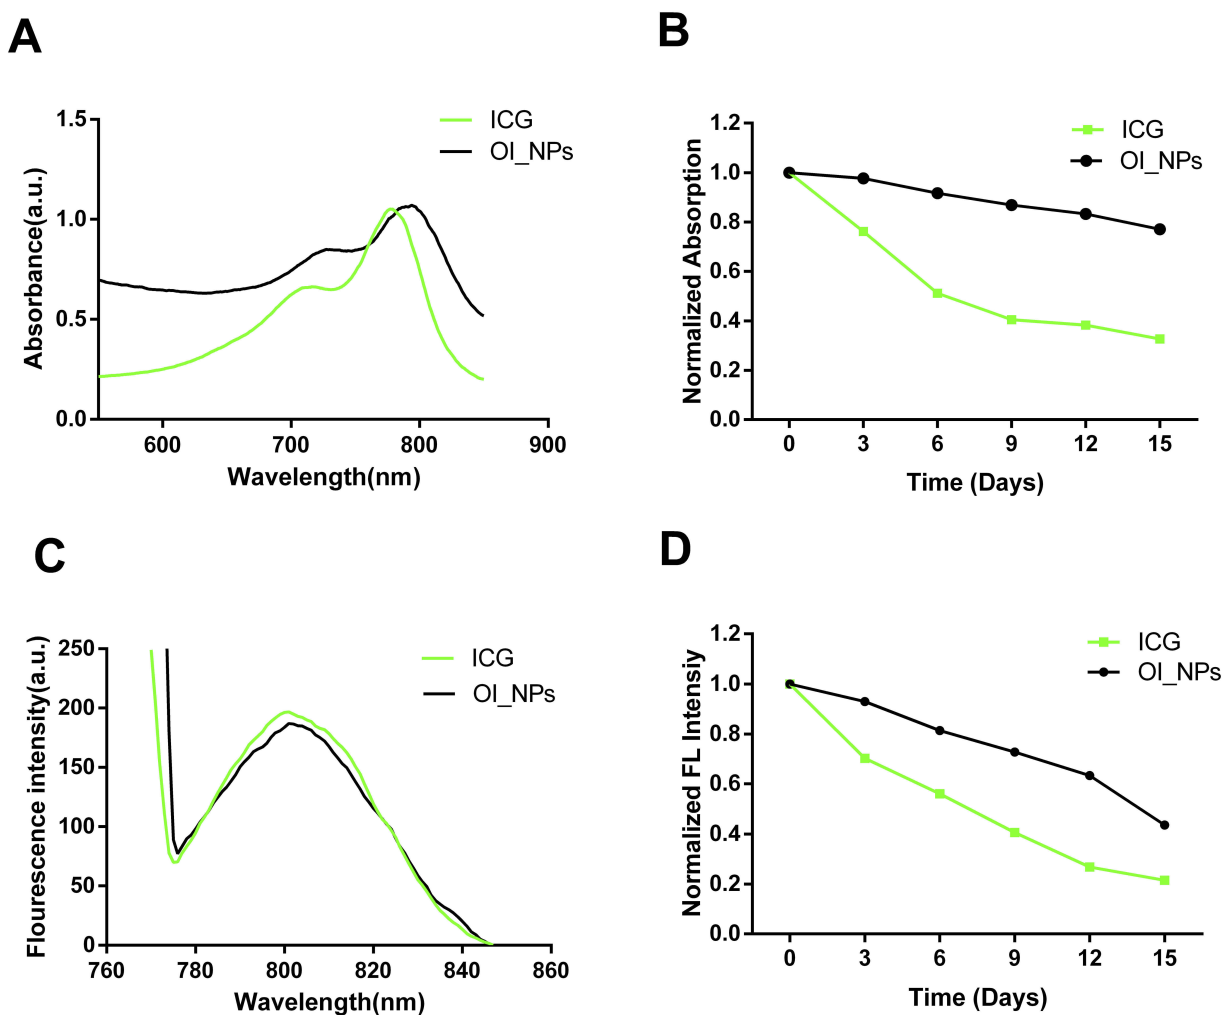 A
ICG
OI_NPs
1.5
1.0
0.5
0.0
Absorbance(a.u.)
600 700 800 900
Wavelength(nm)
B
ICG
OI_NPs
1.2
1.0
0.8
0.6
0.4
0.2
0.0
Normalized Absorption
0 3 6 9 12 15
Time (Days)
C
ICG
OI_NPs
250
200
150
100
50
0
Flourescence intensity(a.u.)
760 780 800 820 840 860
Wavelength(nm)
D
ICG
OI_NPs
1.2
1.0
0.8
0.6
0.4
0.2
0.0
Normalized FL Intensiy
0 3 6 9 12 15
Time (Days)